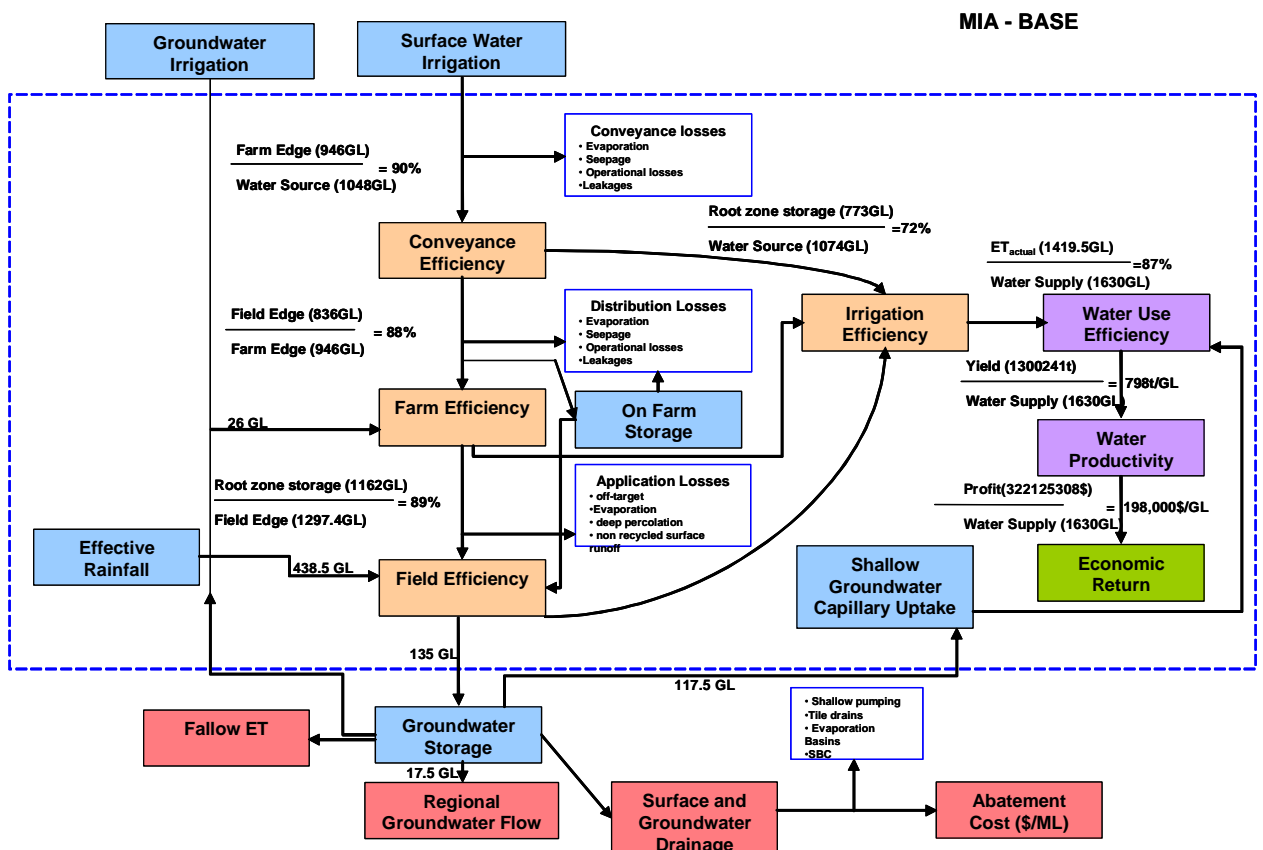 MIA - BASE
Groundwater
Irrigation
Surface Water
Irrigation
Farm Edge (946GL)
= 90%
Water Source (1048GL)
Conveyance losses
• Evaporation
• Seepage
• Operational losses
•Leakages
Conveyance
Efficiency
Root zone storage (773GL)
=72%
Water Source (1074GL)
ETactual (1419.5GL)
=87%
Water Supply (1630GL)
Field Edge (836GL)
= 88%
Farm Edge (946GL)
Distribution Losses
• Evaporation
• Seepage
• Operational losses
•Leakages
Irrigation
Efficiency
Water Use
Efficiency
Yield (1300241t)
= 798t/GL
Water Supply (1630GL)
Farm Efficiency
On Farm
Storage
26 GL
Water
Productivity
Root zone storage (1162GL)
= 89%
Field Edge (1297.4GL)
Application Losses
• off-target
•Evaporation
• deep percolation
• non recycled surface
runoff
Profit(322125308$)
= 198,000$/GL
Water Supply (1630GL)
Effective
Rainfall
438.5 GL
Field Efficiency
Shallow
Groundwater
Capillary Uptake
Economic
Return
135 GL
117.5 GL
Fallow ET
Groundwater
Storage
• Shallow pumping
•Tile drains
• Evaporation
Basins
•SBC
17.5 GL
Regional
Groundwater Flow
Surface and
Groundwater
Drainage
Abatement
Cost ($/ML)